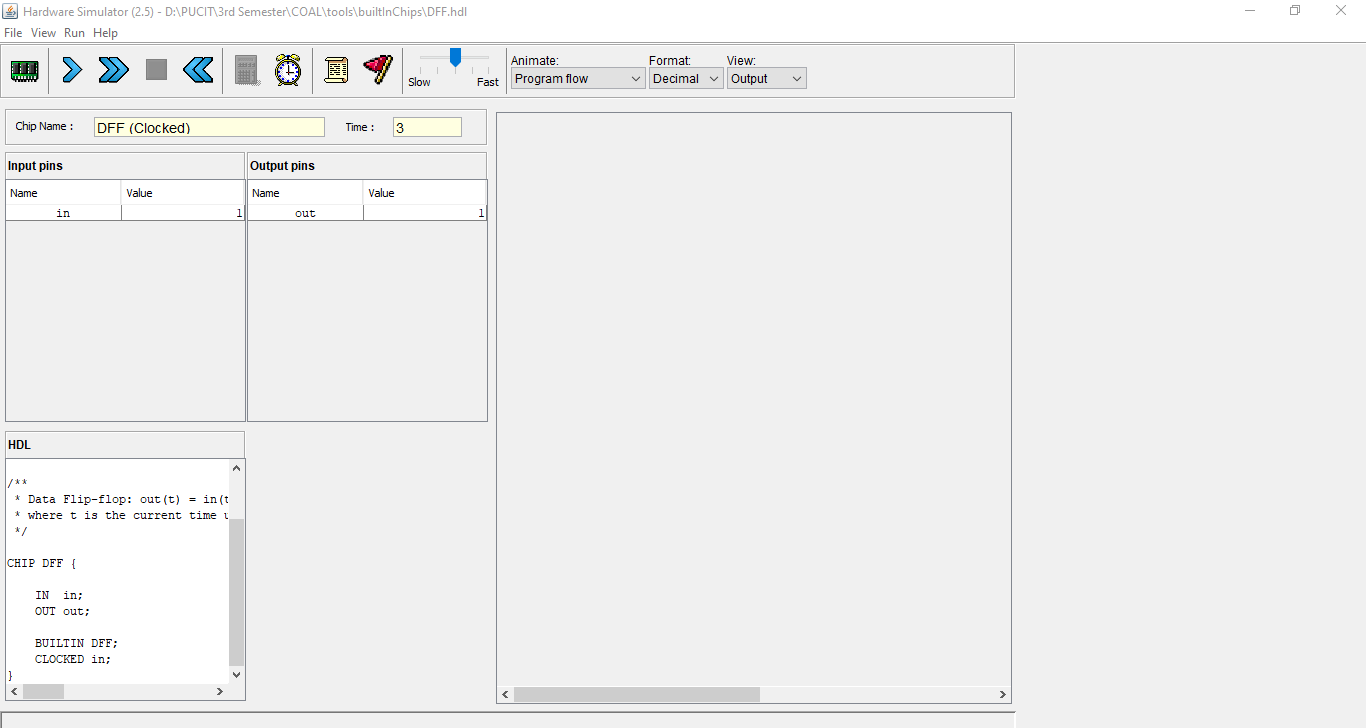 Hardware Simulator (2.5) - D:\PUCIT\3rd Semester\COAL\tools\builtInChips\DFF.hdl
File View Run Help
Animate: Format: View:
Slow Fast Program flow Decimal Output
Chip Name : DFF (Clocked) Time : 3
Input pins Output pins
Name Value Name Value
in 1 out 1
HDL
/**
* Data Flip-flop: out(t) = in(t
* where t is the current time
*/
CHIP DFF {
IN in;
OUT out;
BUILTIN DFF;
CLOCKED in;
}